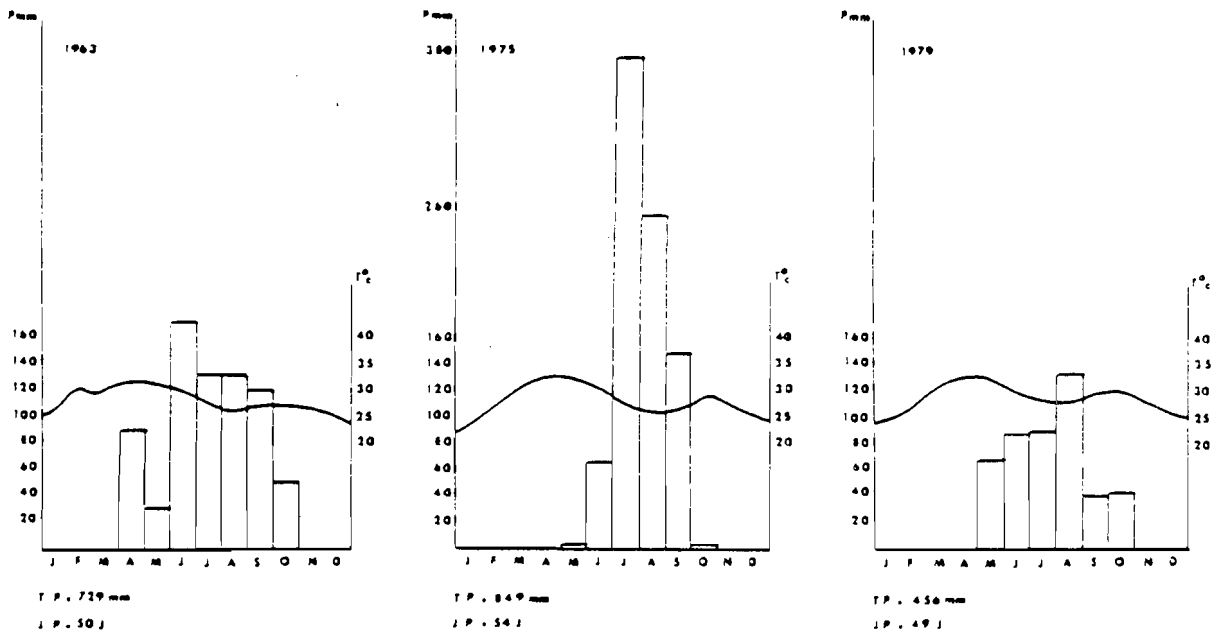 Pmm
1963
T°c
160
140
120
100
80
60
40
20
40
35
30
25
20
J F M A M J J A S O N D
T P = 729 mm
J P = 50 J
Pmm
380
1975
260
T°c
160
140
120
100
80
60
40
20
40
35
30
25
20
J F M A M J J A S O N D
T P = 849 mm
J P = 54 J
Pmm
1979
T°c
160
140
120
100
80
60
40
20
40
35
30
25
20
J F M A M J J A S O N D
T P = 456 mm
J P = 49 J